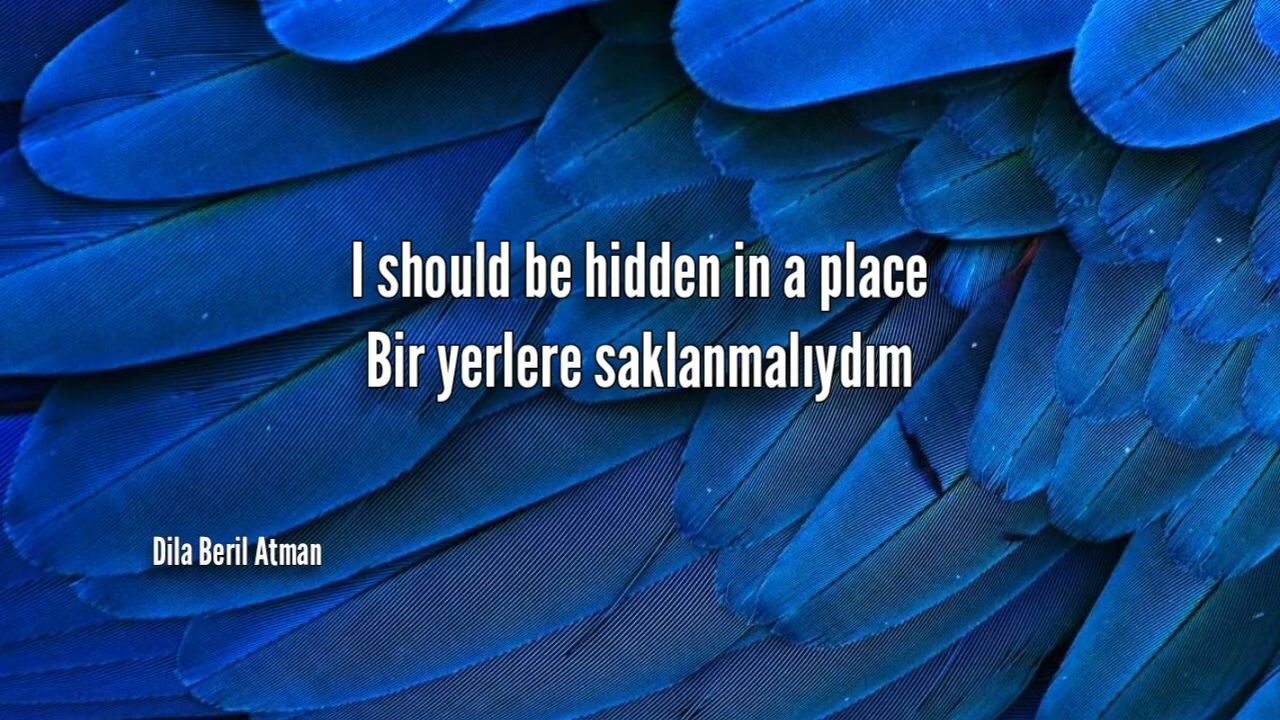 I should be hidden in a place
Bir yerlere saklanmalıydım
Dila Beril Atman